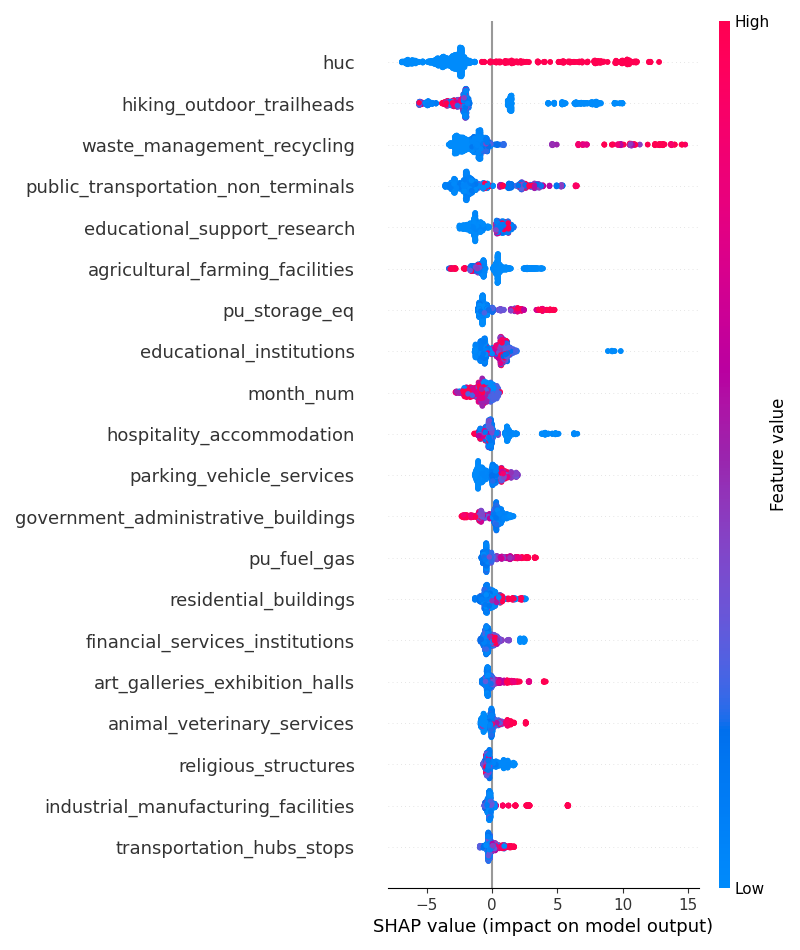 High
huc
hiking_outdoor_trailheads
waste_management_recycling
public_transportation_non_terminals
educational_support_research
agricultural_farming_facilities
pu_storage_eq
educational_institutions
month_num
hospitality_accommodation
parking_vehicle_services
government_administrative_buildings
pu_fuel_gas
residential_buildings
financial_services_institutions
art_galleries_exhibition_halls
animal_veterinary_services
religious_structures
industrial_manufacturing_facilities
transportation_hubs_stops
Feature value
Low
−5 0 5 10 15
SHAP value (impact on model output)